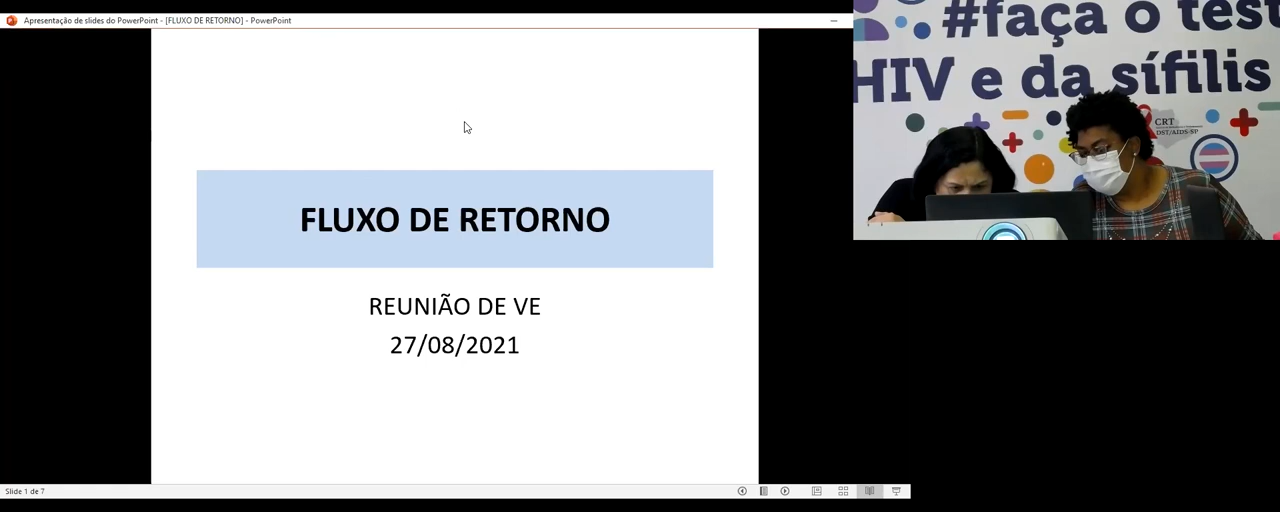 Apresentação de slides do PowerPoint - [FLUXO DE RETORNO] - PowerPoint
FLUXO DE RETORNO
REUNIÃO DE VE
27/08/2021
Slide 1 de 7
#faça o test
HIV e da sífilis
CRT
DST/AIDS-SP